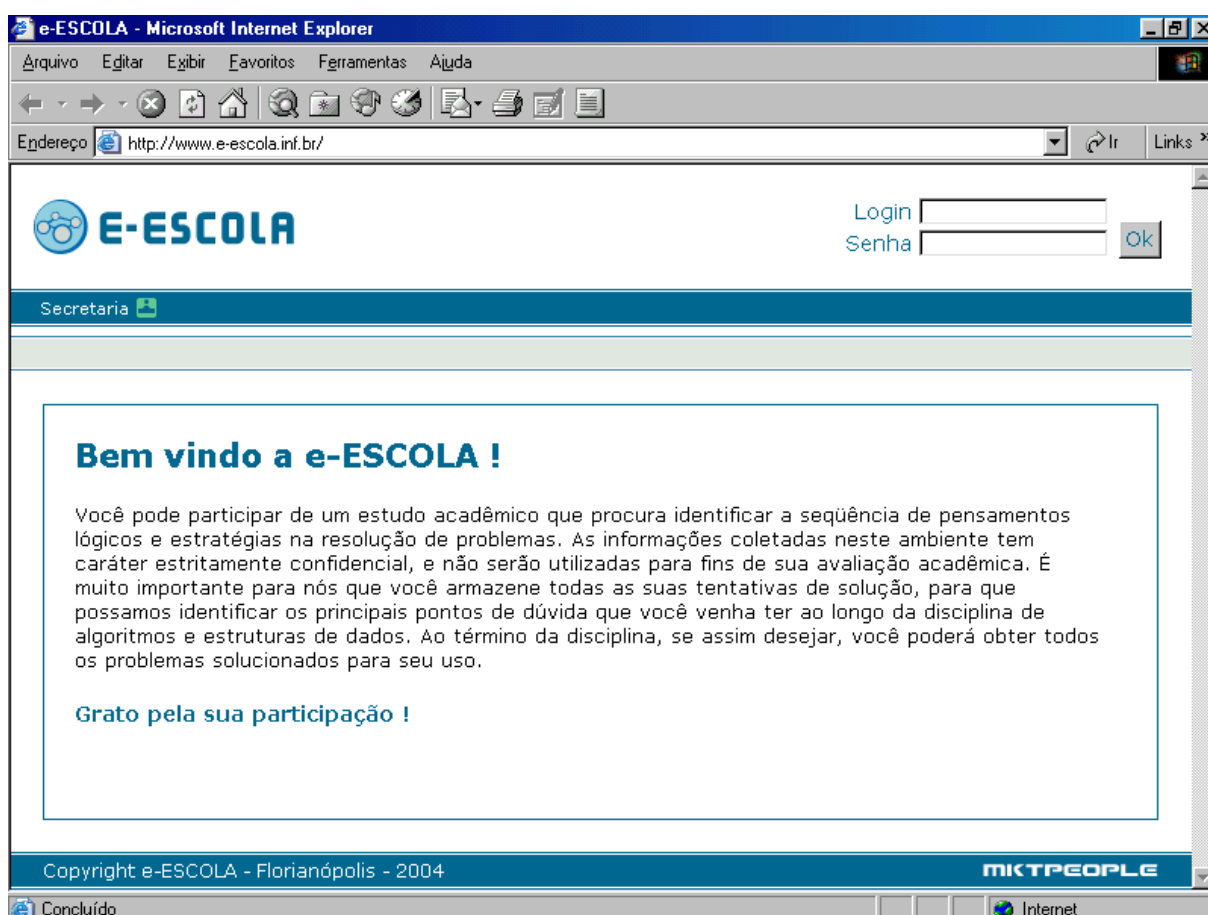 e-ESCOLA - Microsoft Internet Explorer
Arquivo Editar Exibir Favoritos Ferramentas Ajuda
Endereço http://www.e-escola.inf.br/ Ir Links »
E-ESCOLA
Login
Senha
Ok
Secretaria
Bem vindo a e-ESCOLA !
Você pode participar de um estudo acadêmico que procura identificar a seqüência de pensamentos
lógicos e estratégias na resolução de problemas. As informações coletadas neste ambiente tem
caráter estritamente confidencial, e não serão utilizadas para fins de sua avaliação acadêmica. É
muito importante para nós que você armazene todas as suas tentativas de solução, para que
possamos identificar os principais pontos de dúvida que você venha ter ao longo da disciplina de
algoritmos e estruturas de dados. Ao término da disciplina, se assim desejar, você poderá obter todos
os problemas solucionados para seu uso.
Grato pela sua participação !
Copyright e-ESCOLA - Florianópolis - 2004 MKTPEOPLE
Concluído Internet